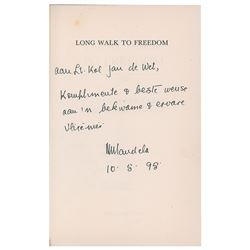 LONG WALK TO FREEDOM
aan Lt. Kol Jan de Wet,
Komplimente & beste wense
aan 'n bekwame & ervare
vlieënier
NMandela
10. 8. 98